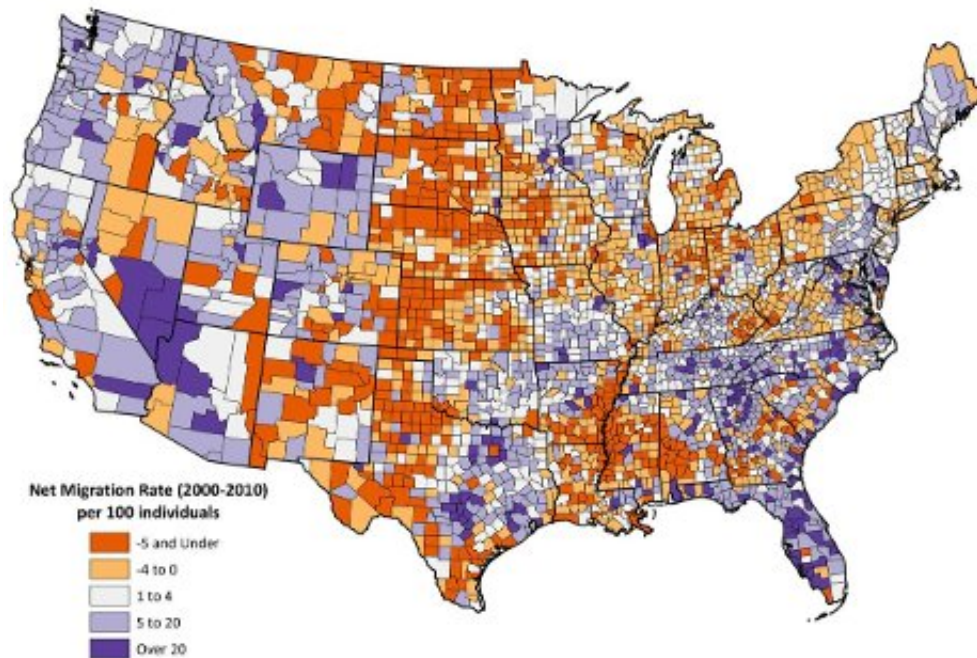 Net Migration Rate (2000-2010)
per 100 individuals
-5 and Under
-4 to 0
1 to 4
5 to 20
Over 20